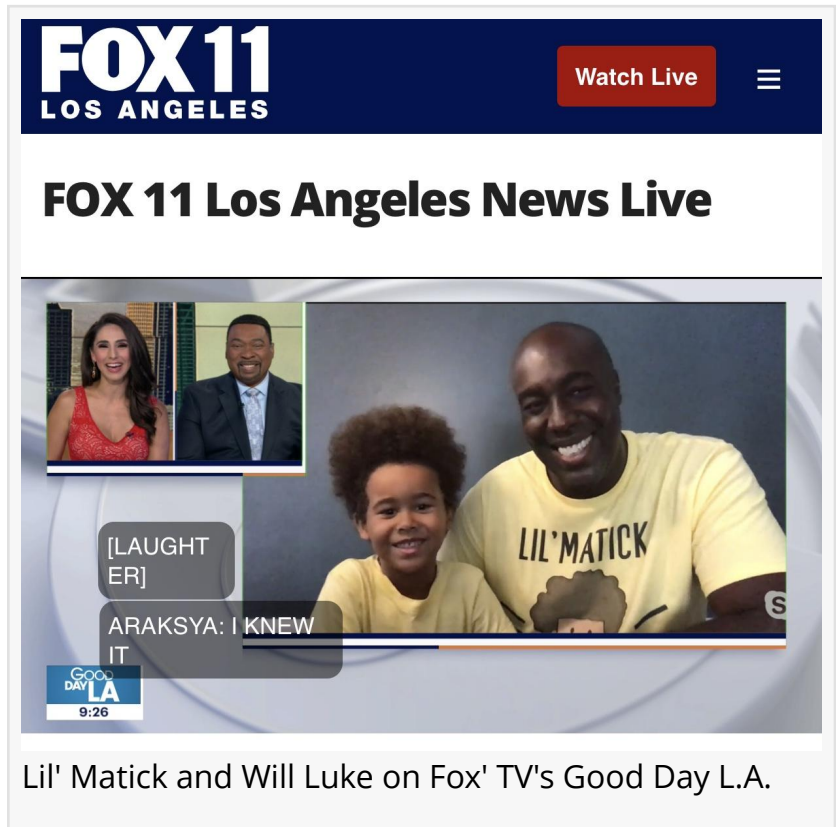 FOX 11
LOS ANGELES
Watch Live
FOX 11 Los Angeles News Live
[LAUGHT
ER]
ARAKSYA: I KNEW
IT
LIL' MATICK
S
GOOD
DAY LA
9:26
Lil' Matick and Will Luke on Fox' TV's Good Day L.A.